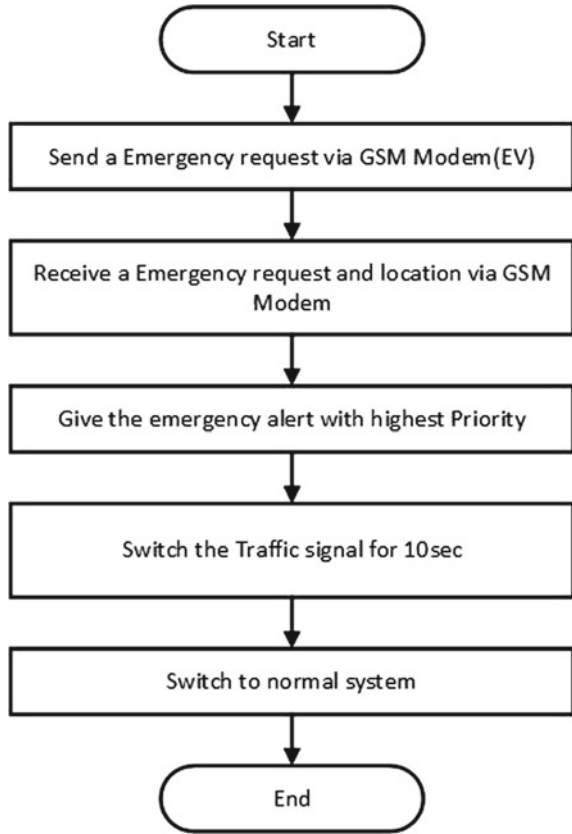 Start
Send a Emergency request via GSM Modem(EV)
Receive a Emergency request and location via GSM
Modem
Give the emergency alert with highest Priority
Switch the Traffic signal for 10sec
Switch to normal system
End